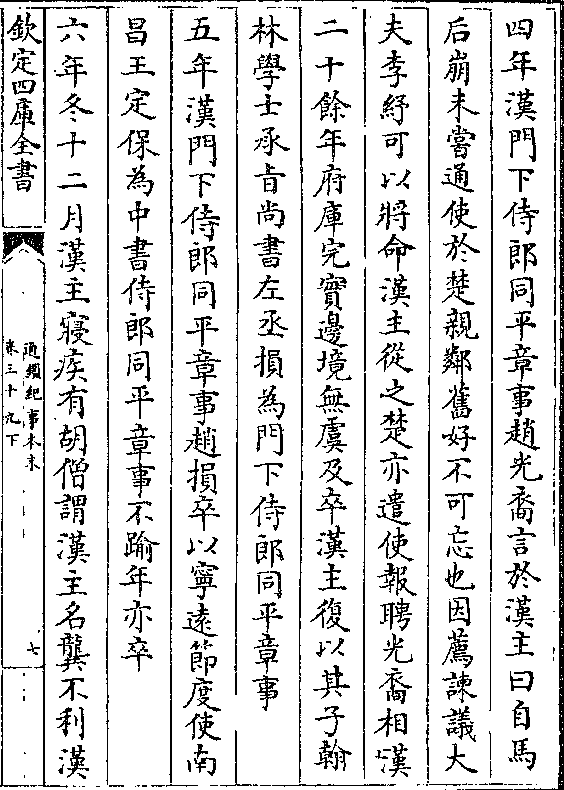 四年漢門下侍郎同平章事趙光裔言於漢主曰自馬
后崩未嘗通使於楚親鄰舊好不可忘也因薦諫議大
夫李紓可以將命漢主從之楚亦遣使報聘光裔相漢
二十餘年府庫完實邊境無虞及卒漢主復以其子翰
林學士承旨尚書左丞損為門下侍郎同平章事
五年漢門下侍郎同平章事趙損卒以寧遠節度使南
昌王定保為中書侍郎同平章事不踰年亦卒
六年冬十二月漢主寢疾有胡僧謂漢主名龔不利漢
欽定四庫全書
通鑑紀事本末
卷三十九下
七